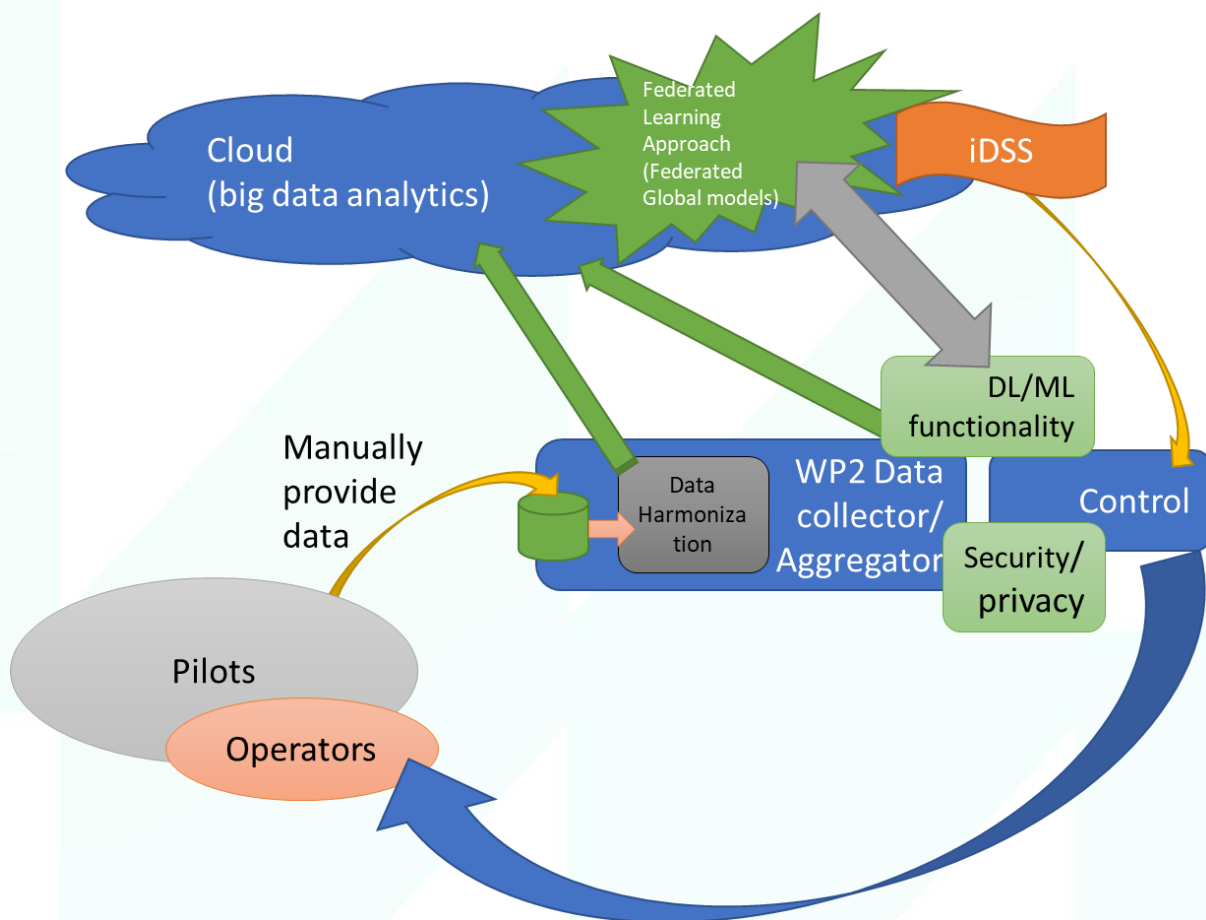 Federated
Learning
Approach
(Federated
Global models)
Cloud
(big data analytics)
iDSS
DL/ML
functionality
Manually
provide
data
Data
Harmoniza
tion
WP2 Data
collector/
Aggregator
Control
Security/
privacy
Pilots
Operators